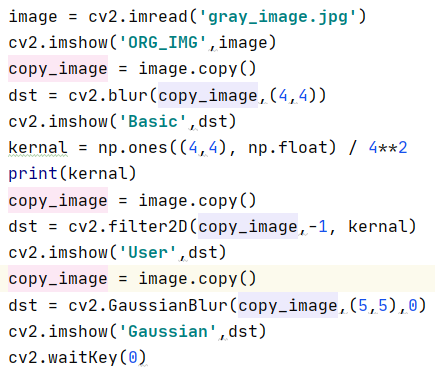 image = cv2.imread('gray_image.jpg')
cv2.imshow('ORG_IMG',image)
copy_image = image.copy()
dst = cv2.blur(copy_image,(4,4))
cv2.imshow('Basic',dst)
kernal = np.ones((4,4), np.float) / 4**2
print(kernal)
copy_image = image.copy()
dst = cv2.filter2D(copy_image,-1, kernal)
cv2.imshow('User',dst)
copy_image = image.copy()
dst = cv2.GaussianBlur(copy_image,(5,5),0)
cv2.imshow('Gaussian',dst)
cv2.waitKey(0)